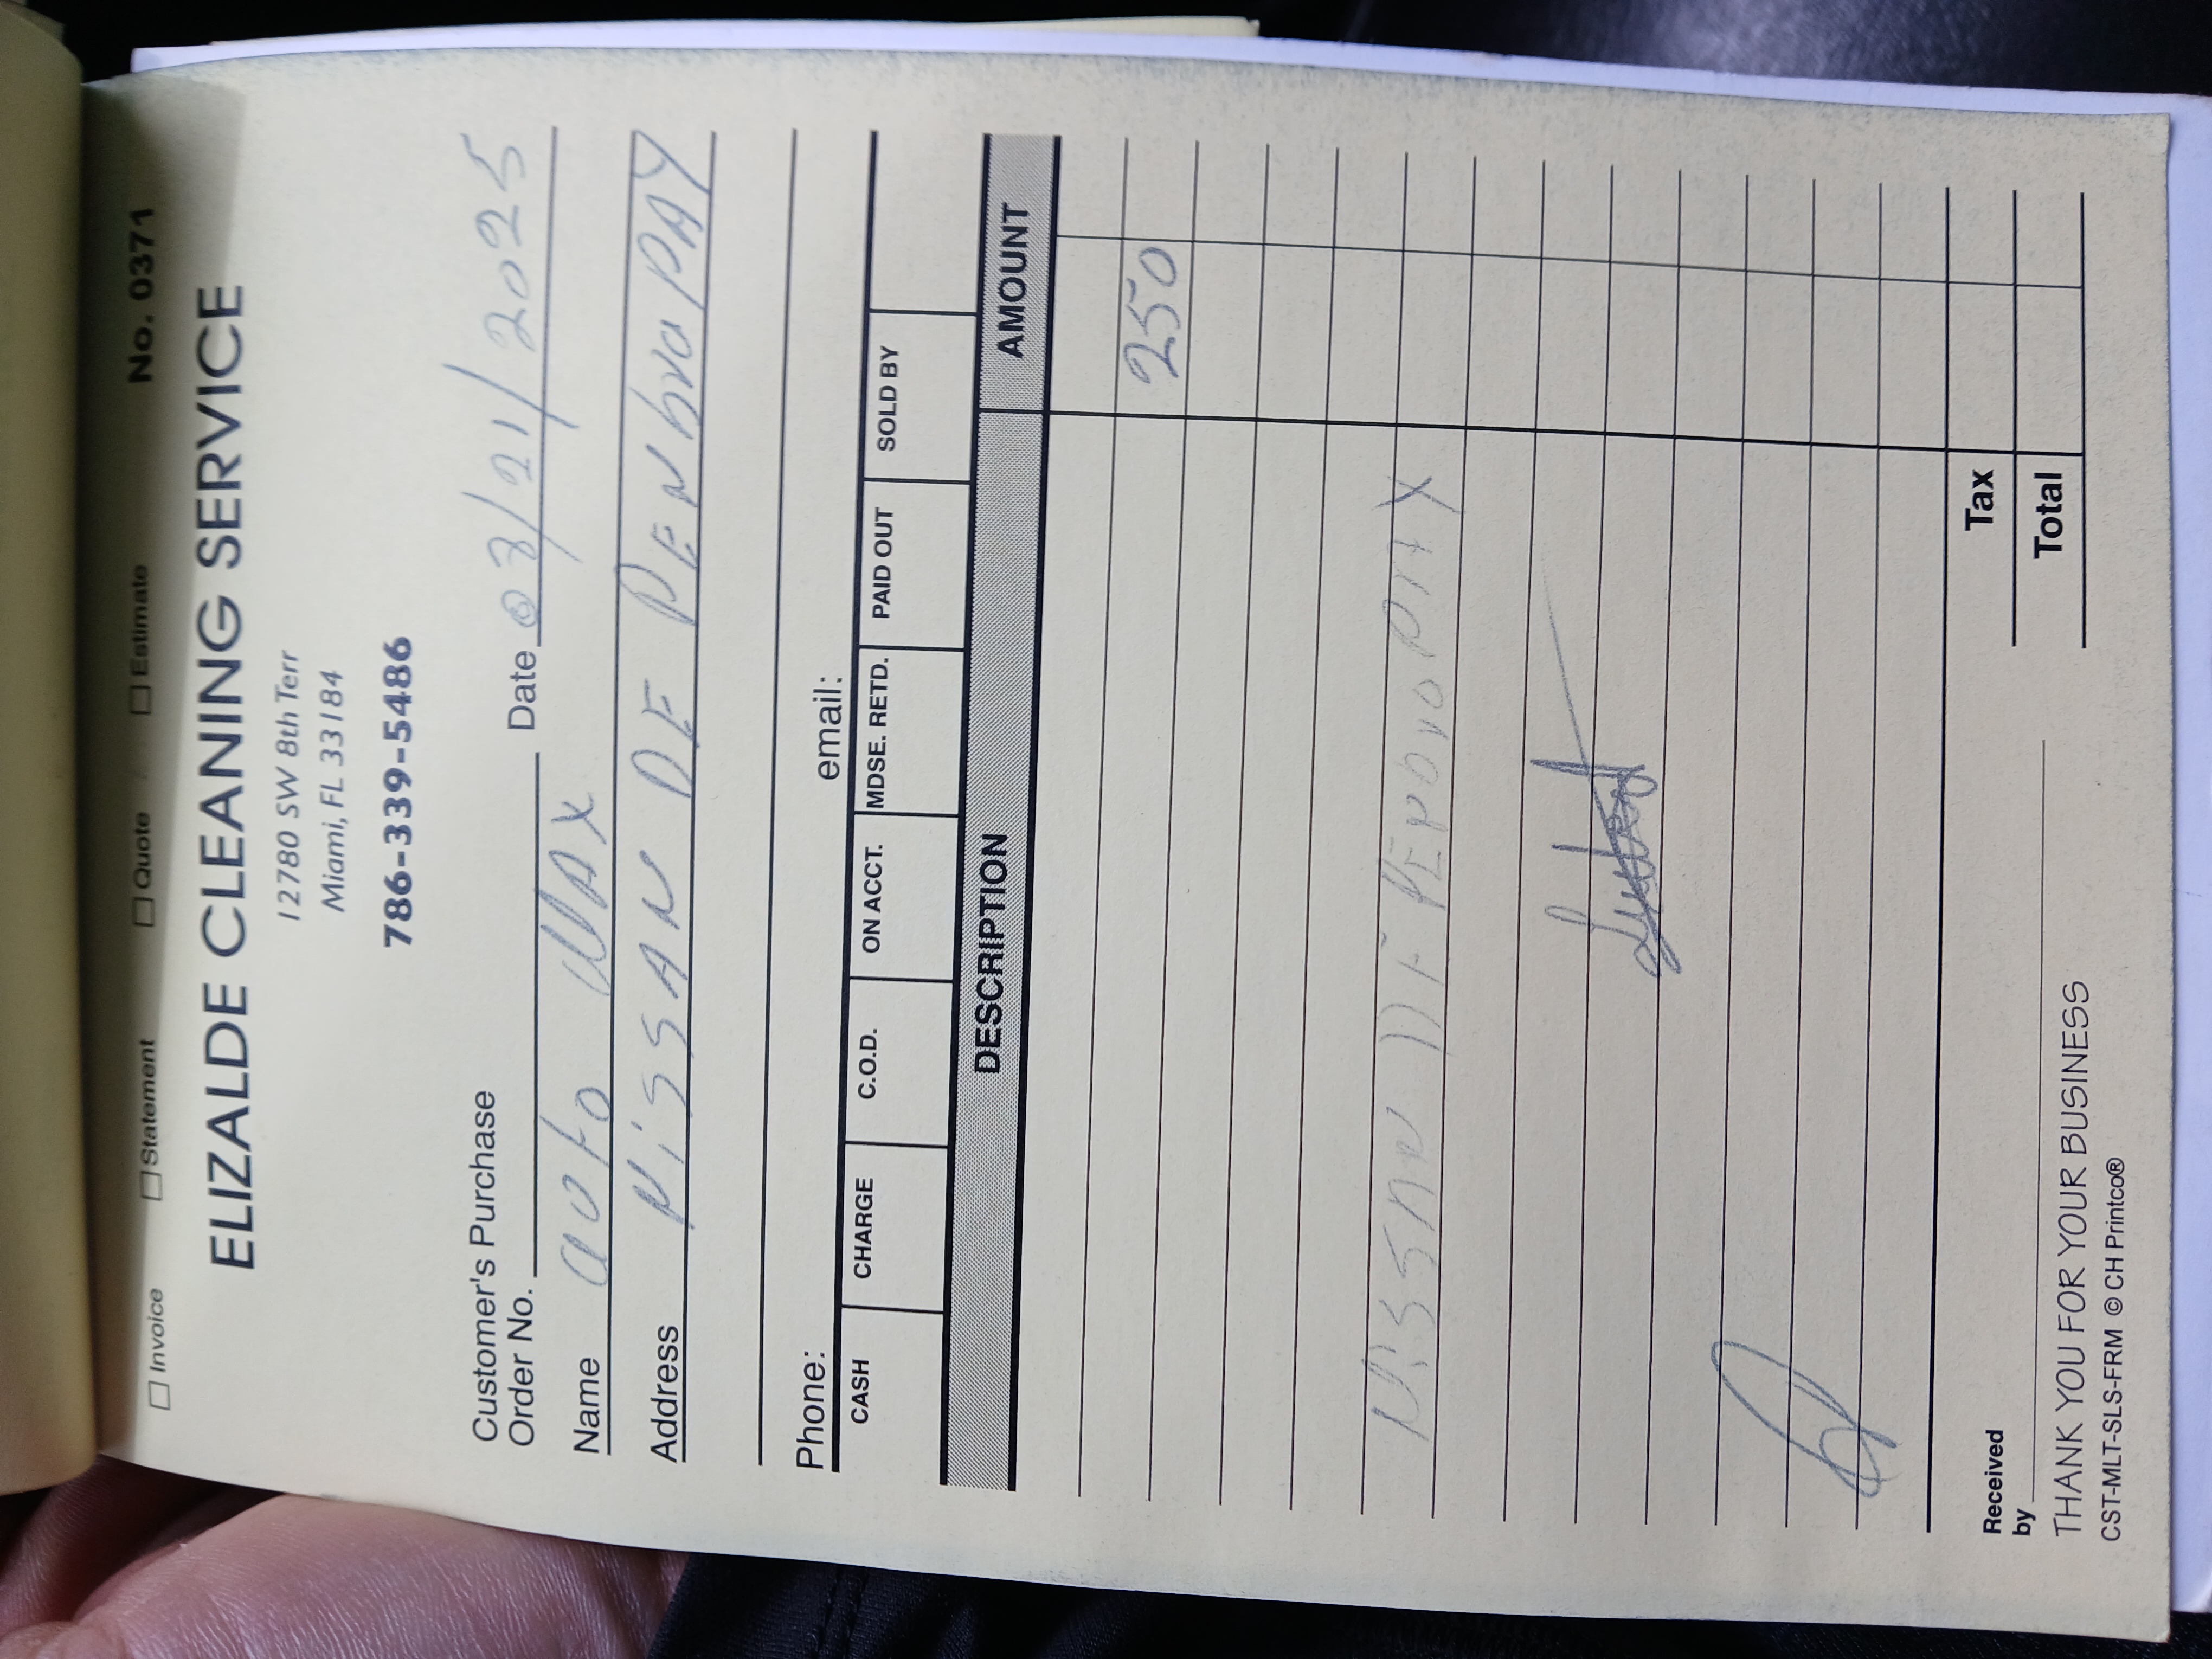 ☐ Invoice ☐ Statement ☐ Quote ☐ Estimate No. 0371
ELIZALDE CLEANING SERVICE
12780 SW 8th Terr
Miami, FL 33184
786-339-5486
Customer's Purchase
Order No. Date 03/21/2025
Name auto WAX
Address NiSSAN DE PENbroPAY
Phone: email:
CASH CHARGE C.O.D. ON ACCT. MDSE. RETD. PAID OUT SOLD BY
DESCRIPTION AMOUNT
250
NiSSAN DE
Tax
Received
by Total
THANK YOU FOR YOUR BUSINESS
CST-MLT-SLS-FRM © CH Printco®